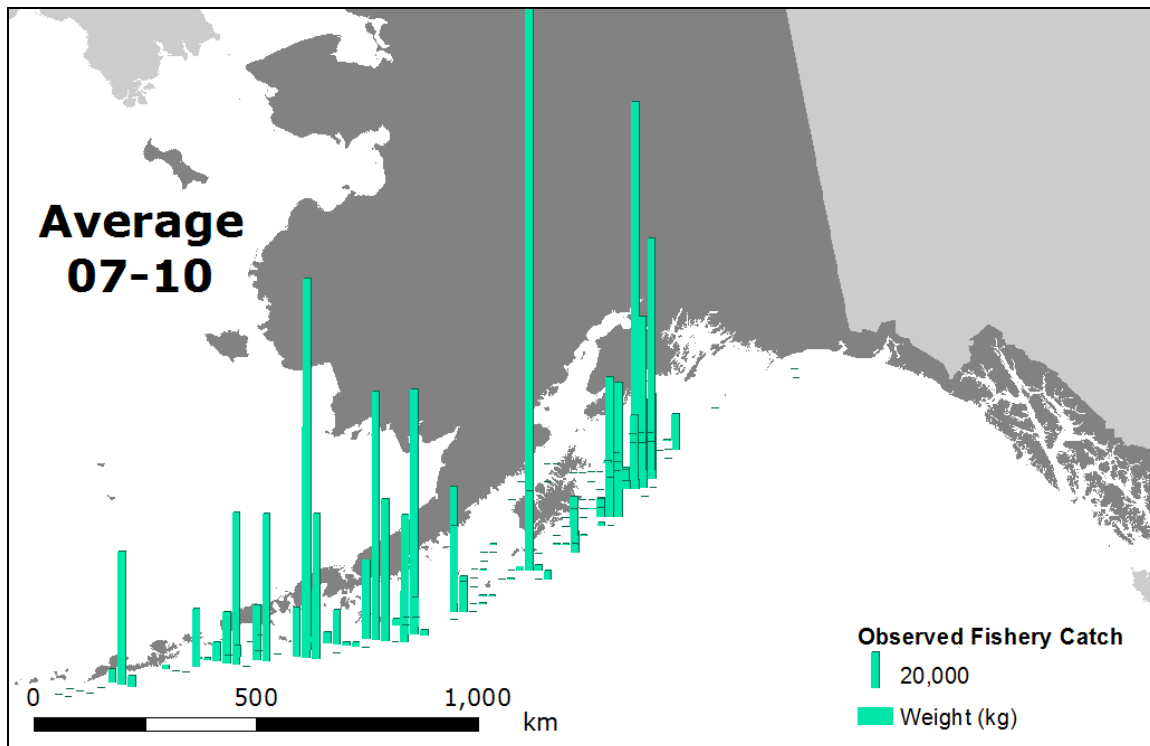 Average
07-10
Observed Fishery Catch
20,000
Weight (kg)
0 500 1,000
km